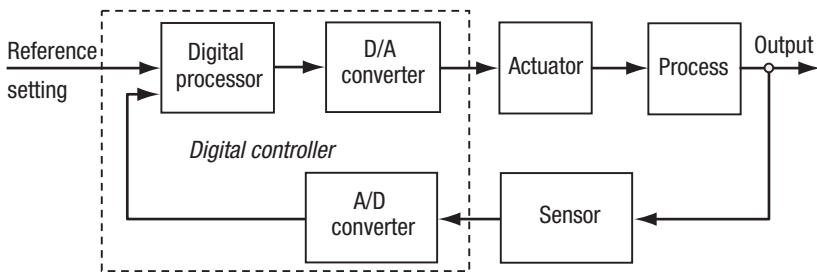 Reference
setting
Digital
processor
D/A
converter
Actuator
Process
Output
Digital controller
A/D
converter
Sensor